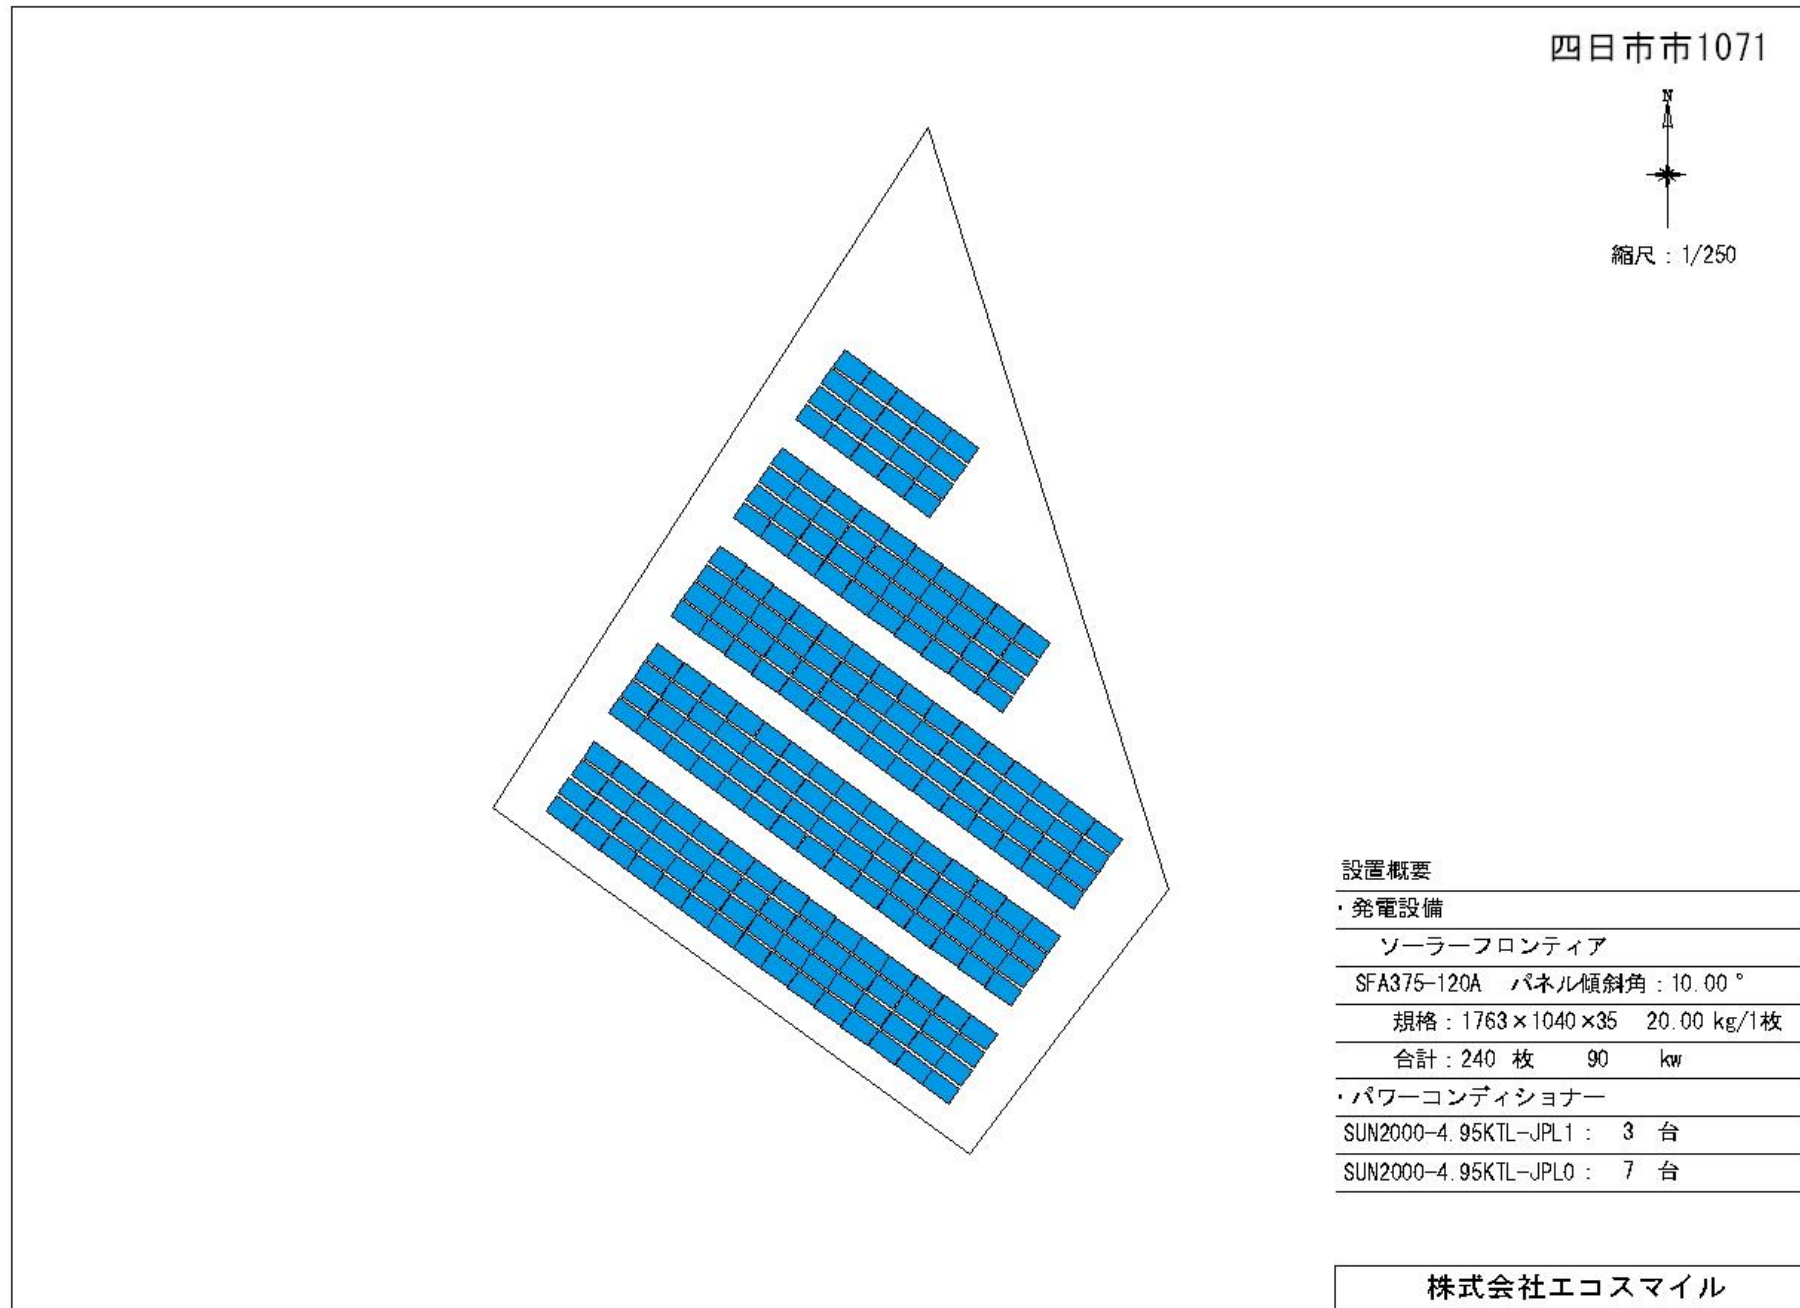 四日市市1071
N
縮尺：1/250
設置概要
・発電設備
ソーラーフロンティア
SFA375-120A パネル傾斜角：10.00°
規格：1763×1040×35 20.00 kg/1枚
合計：240 枚 90 kw
・パワーコンディショナー
SUN2000-4.95KTL-JPL1： 3 台
SUN2000-4.95KTL-JPL0： 7 台
株式会社エコスマイル